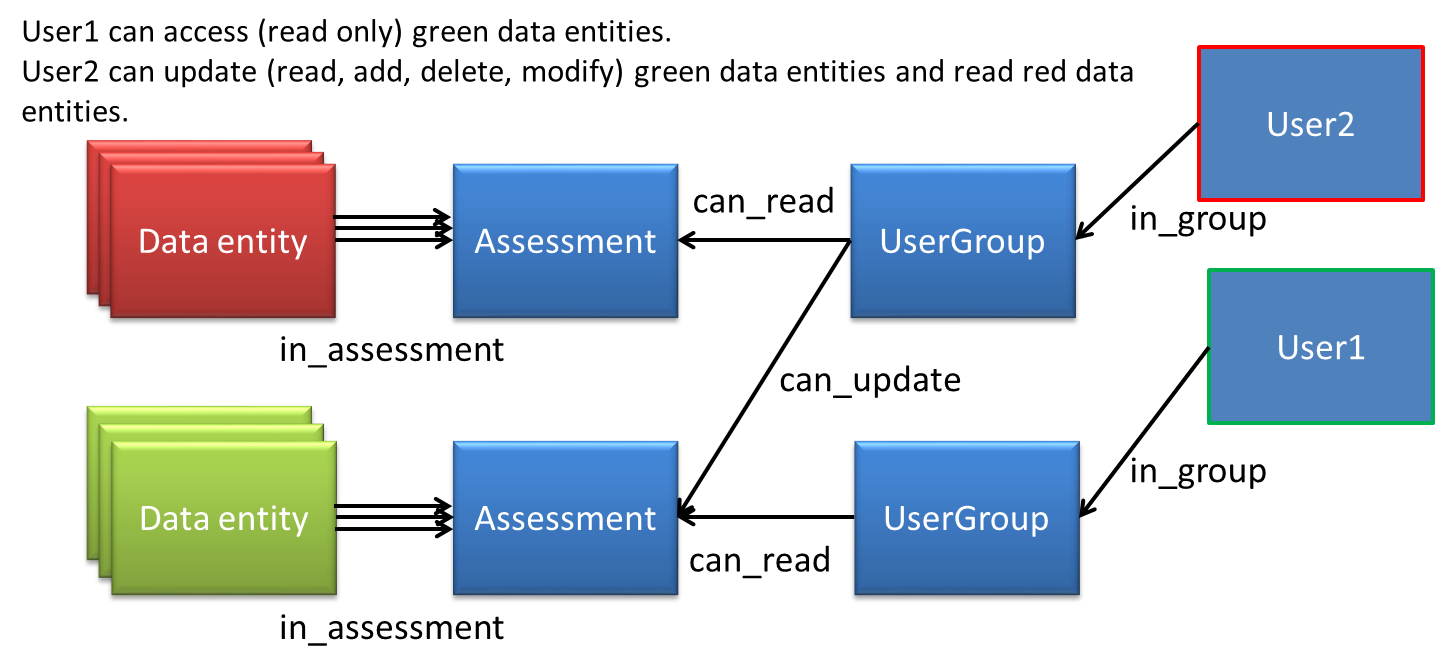 User1 can access (read only) green data entities.
User2 can update (read, add, delete, modify) green data entities and read red data
entities.
User2
can_read
in_group
Data entity
Assessment
UserGroup
in_assessment
User1
can_update
in_group
Data entity
Assessment
UserGroup
can_read
in_assessment